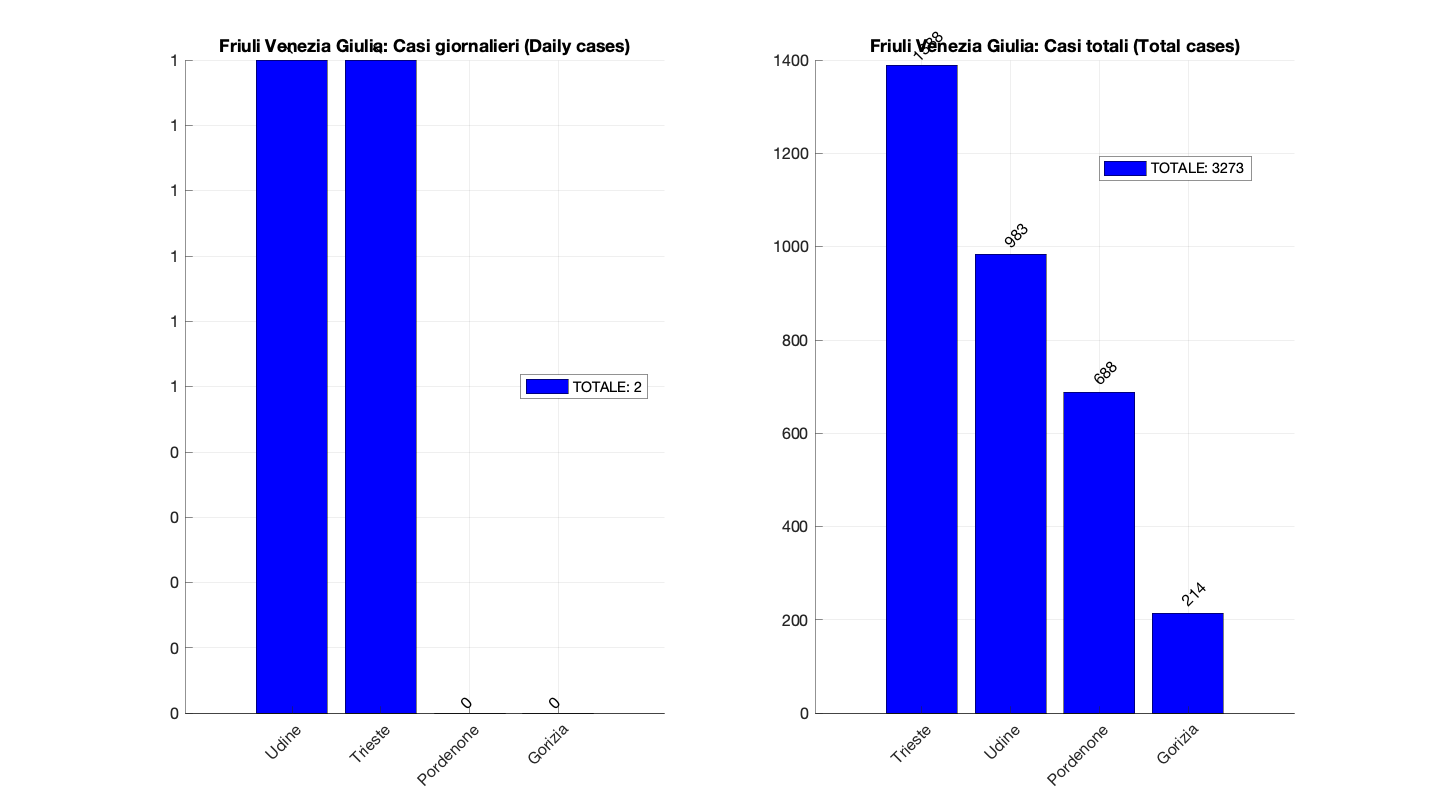 Friuli Venezia Giulia: Casi giornalieri (Daily cases)
1
1
1
1
1
1
0
0
0
0
0
0
0
TOTALE: 2
Udine
Trieste
Pordenone
Gorizia
Friuli Venezia Giulia: Casi totali (Total cases)
1400
1200
1000
800
600
400
200
0
1388
983
688
214
TOTALE: 3273
Trieste
Udine
Pordenone
Gorizia